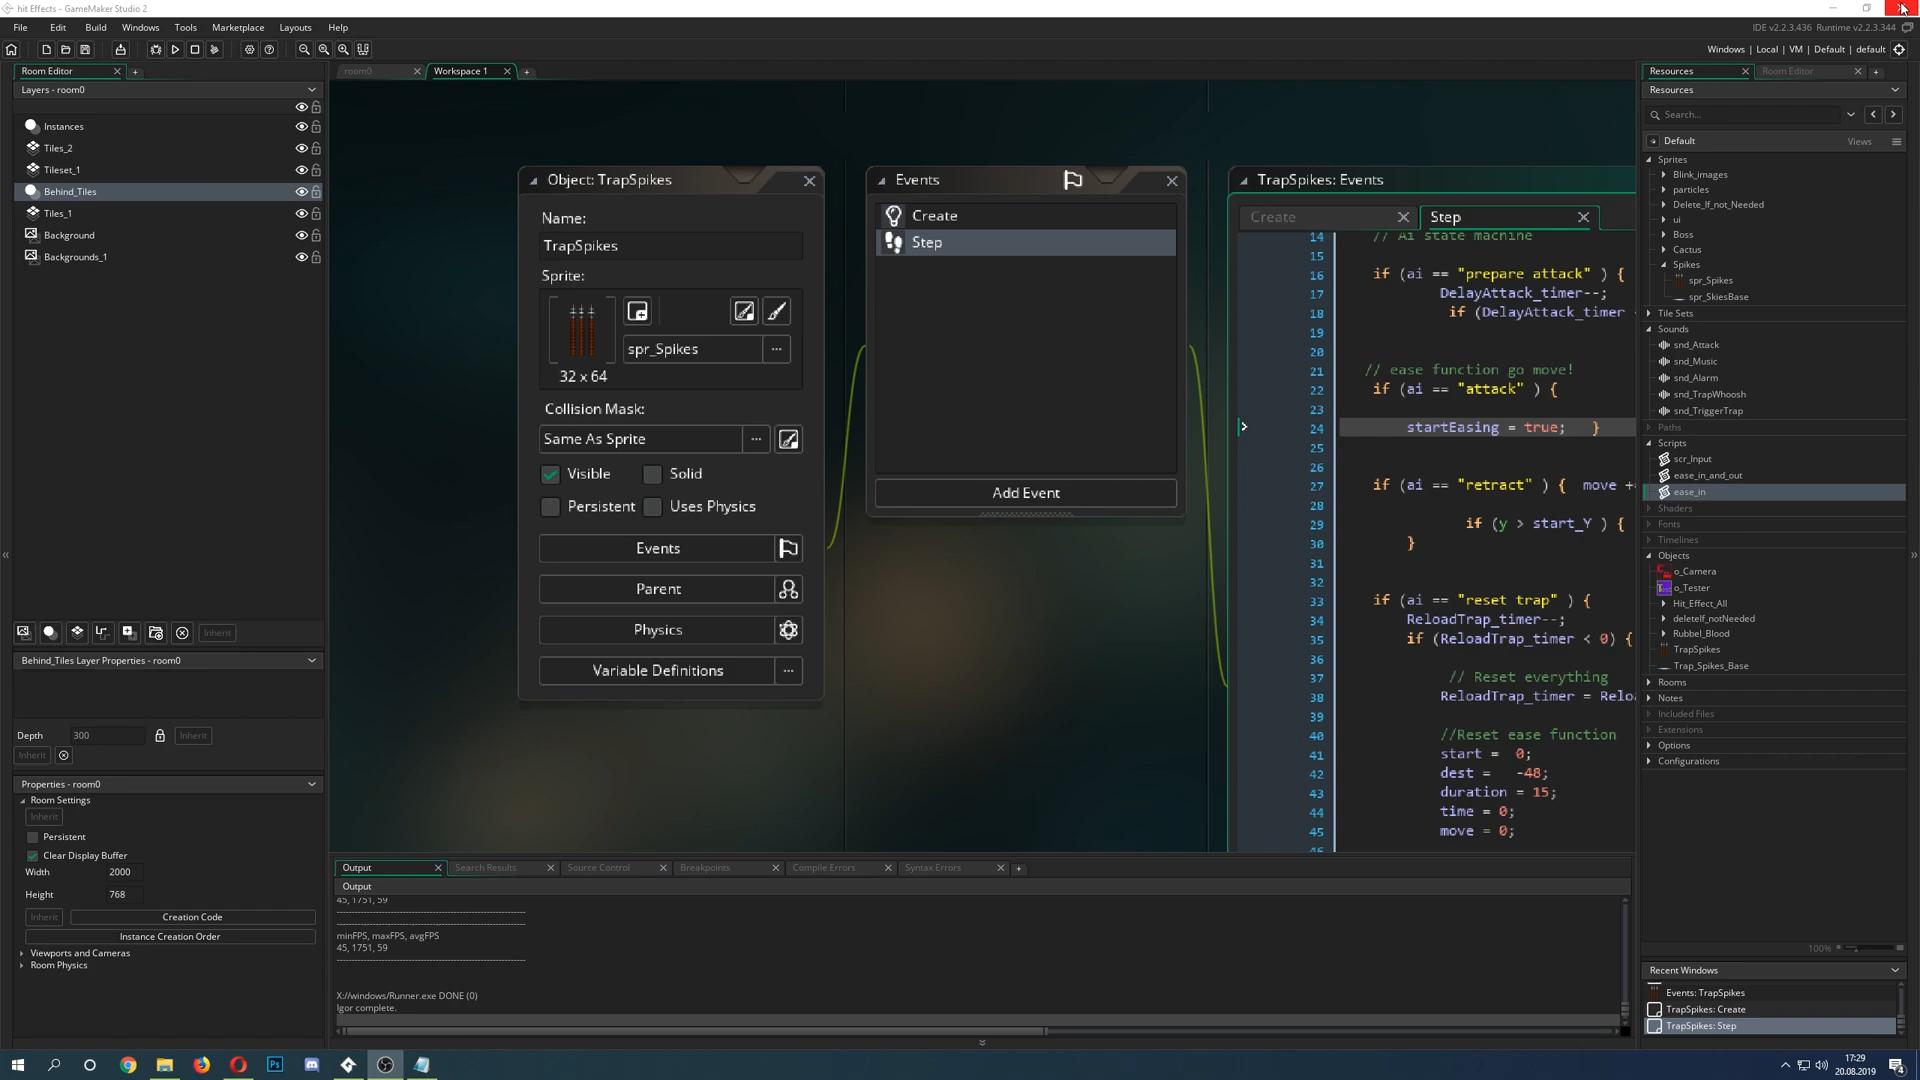 hit Effects - GameMaker Studio 2
File Edit Build Windows Tools Marketplace Layouts Help
IDE v2.2.3.436 Runtime v2.2.3.344
Windows | Local | VM | Default | default
Room Editor
Layers - room0
Instances
Tiles_2
Tileset_1
Behind_Tiles
Tiles_1
Background
Backgrounds_1
Inherit
Behind_Tiles Layer Properties - room0
Depth 300 Inherit
Inherit
Properties - room0
Room Settings
Inherit
Persistent
Clear Display Buffer
Width 2000
Height 768
Inherit Creation Code
Instance Creation Order
Viewports and Cameras
Room Physics
room0
Workspace 1
Object: TrapSpikes
Name:
TrapSpikes
Sprite:
spr_Spikes
32 x 64
Collision Mask:
Same As Sprite
Visible Solid
Persistent Uses Physics
Events
Parent
Physics
Variable Definitions
Events
Create
Step
Add Event
TrapSpikes: Events
Create Step
14 // Ai state machine
15
16 if (ai == "prepare attack" ) {
17 DelayAttack_timer--;
18 if (DelayAttack_timer
19
20
21 // ease function go move!
22 if (ai == "attack" ) {
23
24 startEasing = true; }
25
26
27 if (ai == "retract" ) { move +=
28
29 if (y > start_Y ) {
30 }
31
32
33 if (ai == "reset trap" ) {
34 ReloadTrap_timer--;
35 if (ReloadTrap_timer < 0) {
36
37 // Reset everything
38 ReloadTrap_timer = Relo
39
40 //Reset ease function
41 start = 0;
42 dest = -48;
43 duration = 15;
44 time = 0;
45 move = 0;
Output Search Results Source Control Breakpoints Compile Errors Syntax Errors
Output
45, 1751, 59
minFPS, maxFPS, avgFPS
45, 1751, 59
X://windows/Runner.exe DONE (0)
Igor complete.
Resources Room Editor
Resources
Search...
Default Views
Sprites
Blink_images
particles
Delete_If_not_Needed
ui
Boss
Cactus
Spikes
spr_Spikes
spr_SkiesBase
Tile Sets
Sounds
snd_Attack
snd_Music
snd_Alarm
snd_TrapWhoosh
snd_TriggerTrap
Paths
Scripts
scr_Input
ease_in_and_out
ease_in
Shaders
Fonts
Timelines
Objects
o_Camera
o_Tester
Hit_Effect_All
deleteIf_notNeeded
Rubbel_Blood
TrapSpikes
Trap_Spikes_Base
Rooms
Notes
Included Files
Extensions
Options
Configurations
100%
Recent Windows
Events: TrapSpikes
TrapSpikes: Create
TrapSpikes: Step
Ps
17:29
20.08.2019
4